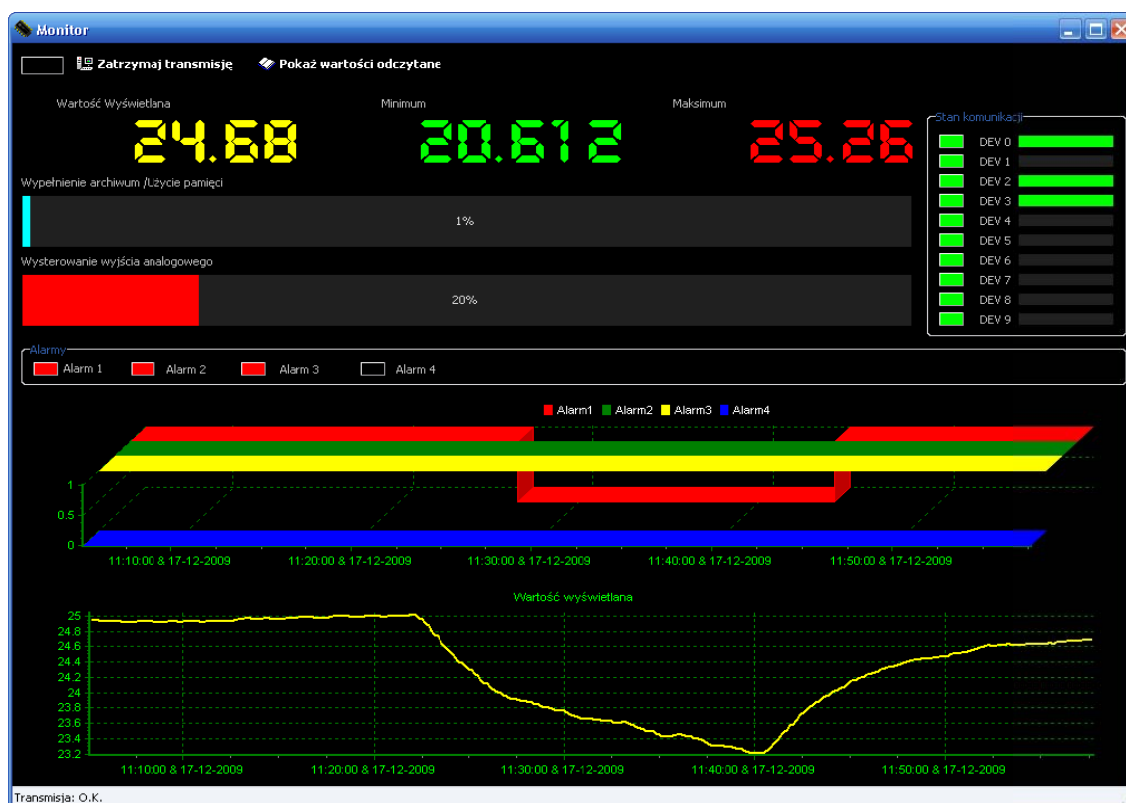 Monitor
Zatrzymaj transmisję Pokaż wartości odczytane
Wartość Wyświetlana Minimum Maksimum
24.68 20.612 25.26
Stan komunikacji
DEV 0
DEV 1
DEV 2
DEV 3
DEV 4
DEV 5
DEV 6
DEV 7
DEV 8
DEV 9
Wypełnienie archiwum /Użycie pamięci
1%
Wysterowanie wyjścia analogowego
20%
Alarmy
Alarm 1 Alarm 2 Alarm 3 Alarm 4
Alarm1 Alarm2 Alarm3 Alarm4
1
0.5
0
11:10:00 & 17-12-2009 11:20:00 & 17-12-2009 11:30:00 & 17-12-2009 11:40:00 & 17-12-2009 11:50:00 & 17-12-2009
Wartość wyświetlana
25
24.8
24.6
24.4
24.2
24
23.8
23.6
23.4
23.2
11:10:00 & 17-12-2009 11:20:00 & 17-12-2009 11:30:00 & 17-12-2009 11:40:00 & 17-12-2009 11:50:00 & 17-12-2009
Transmisja: O.K.